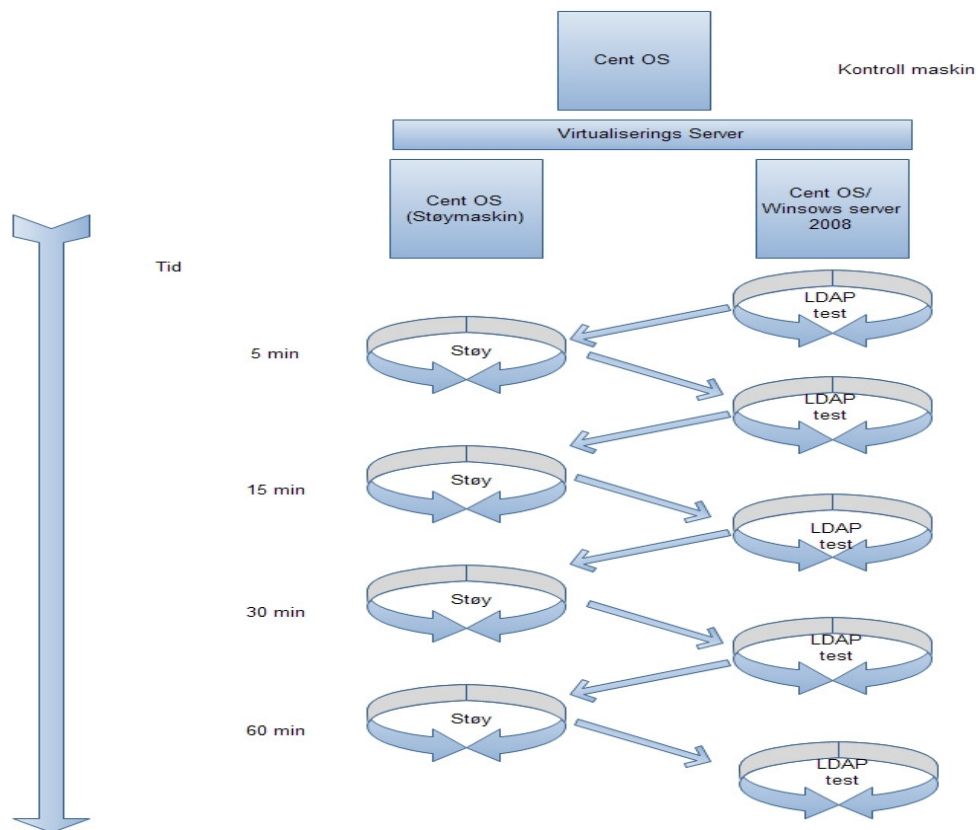 Cent OS
Kontroll maskin
Virtualiserings Server
Cent OS
(Støymaskin)
Cent OS/
Winsows server
2008
Tid
LDAP
test
5 min
Støy
LDAP
test
15 min
Støy
LDAP
test
30 min
Støy
LDAP
test
60 min
Støy
LDAP
test